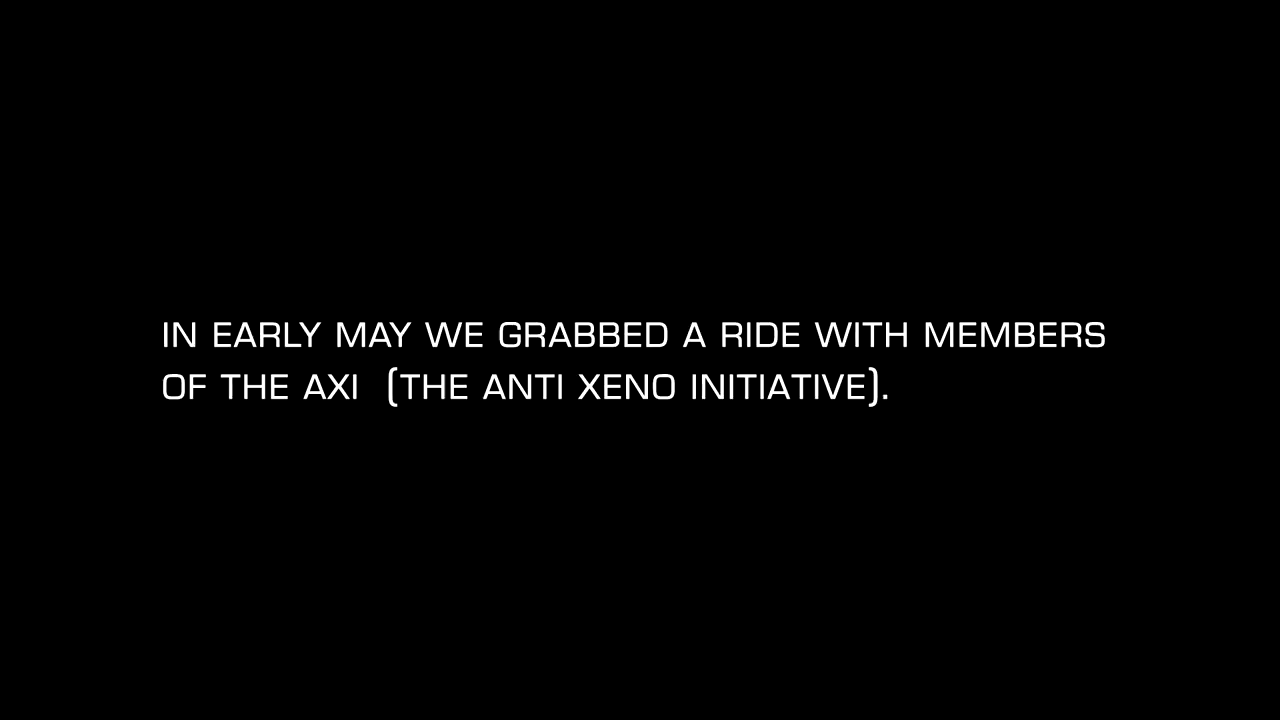 IN EARLY MAY WE GRABBED A RIDE WITH MEMBERS
OF THE AXI  (THE ANTI XENO INITIATIVE).